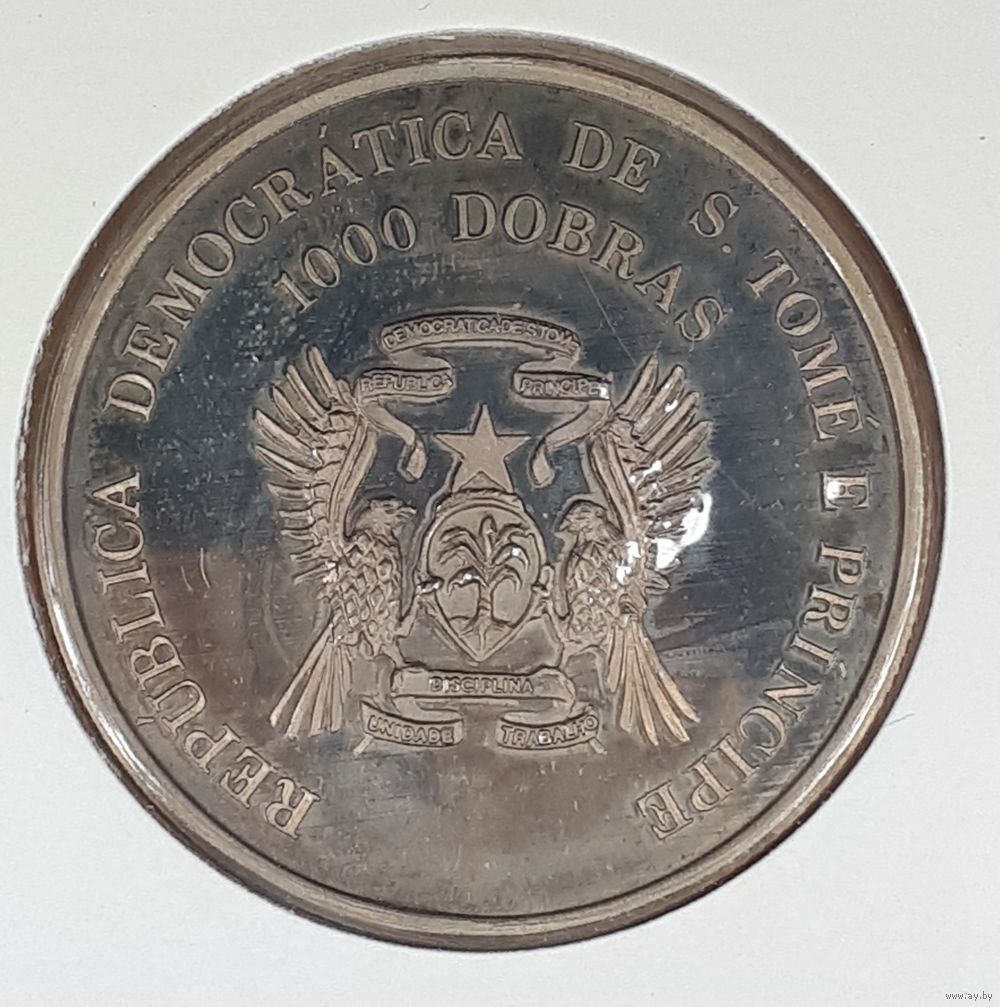 REPÚBLICA DEMOCRÁTICA DE S. TOMÉ E PRÍNCIPE
1000 DOBRAS
DEMOCRATICA DE S. TOMÉ
REPUBLICA
PRINCIPE
DISCIPLINA
UNIDADE
TRABALHO
www.ay.by